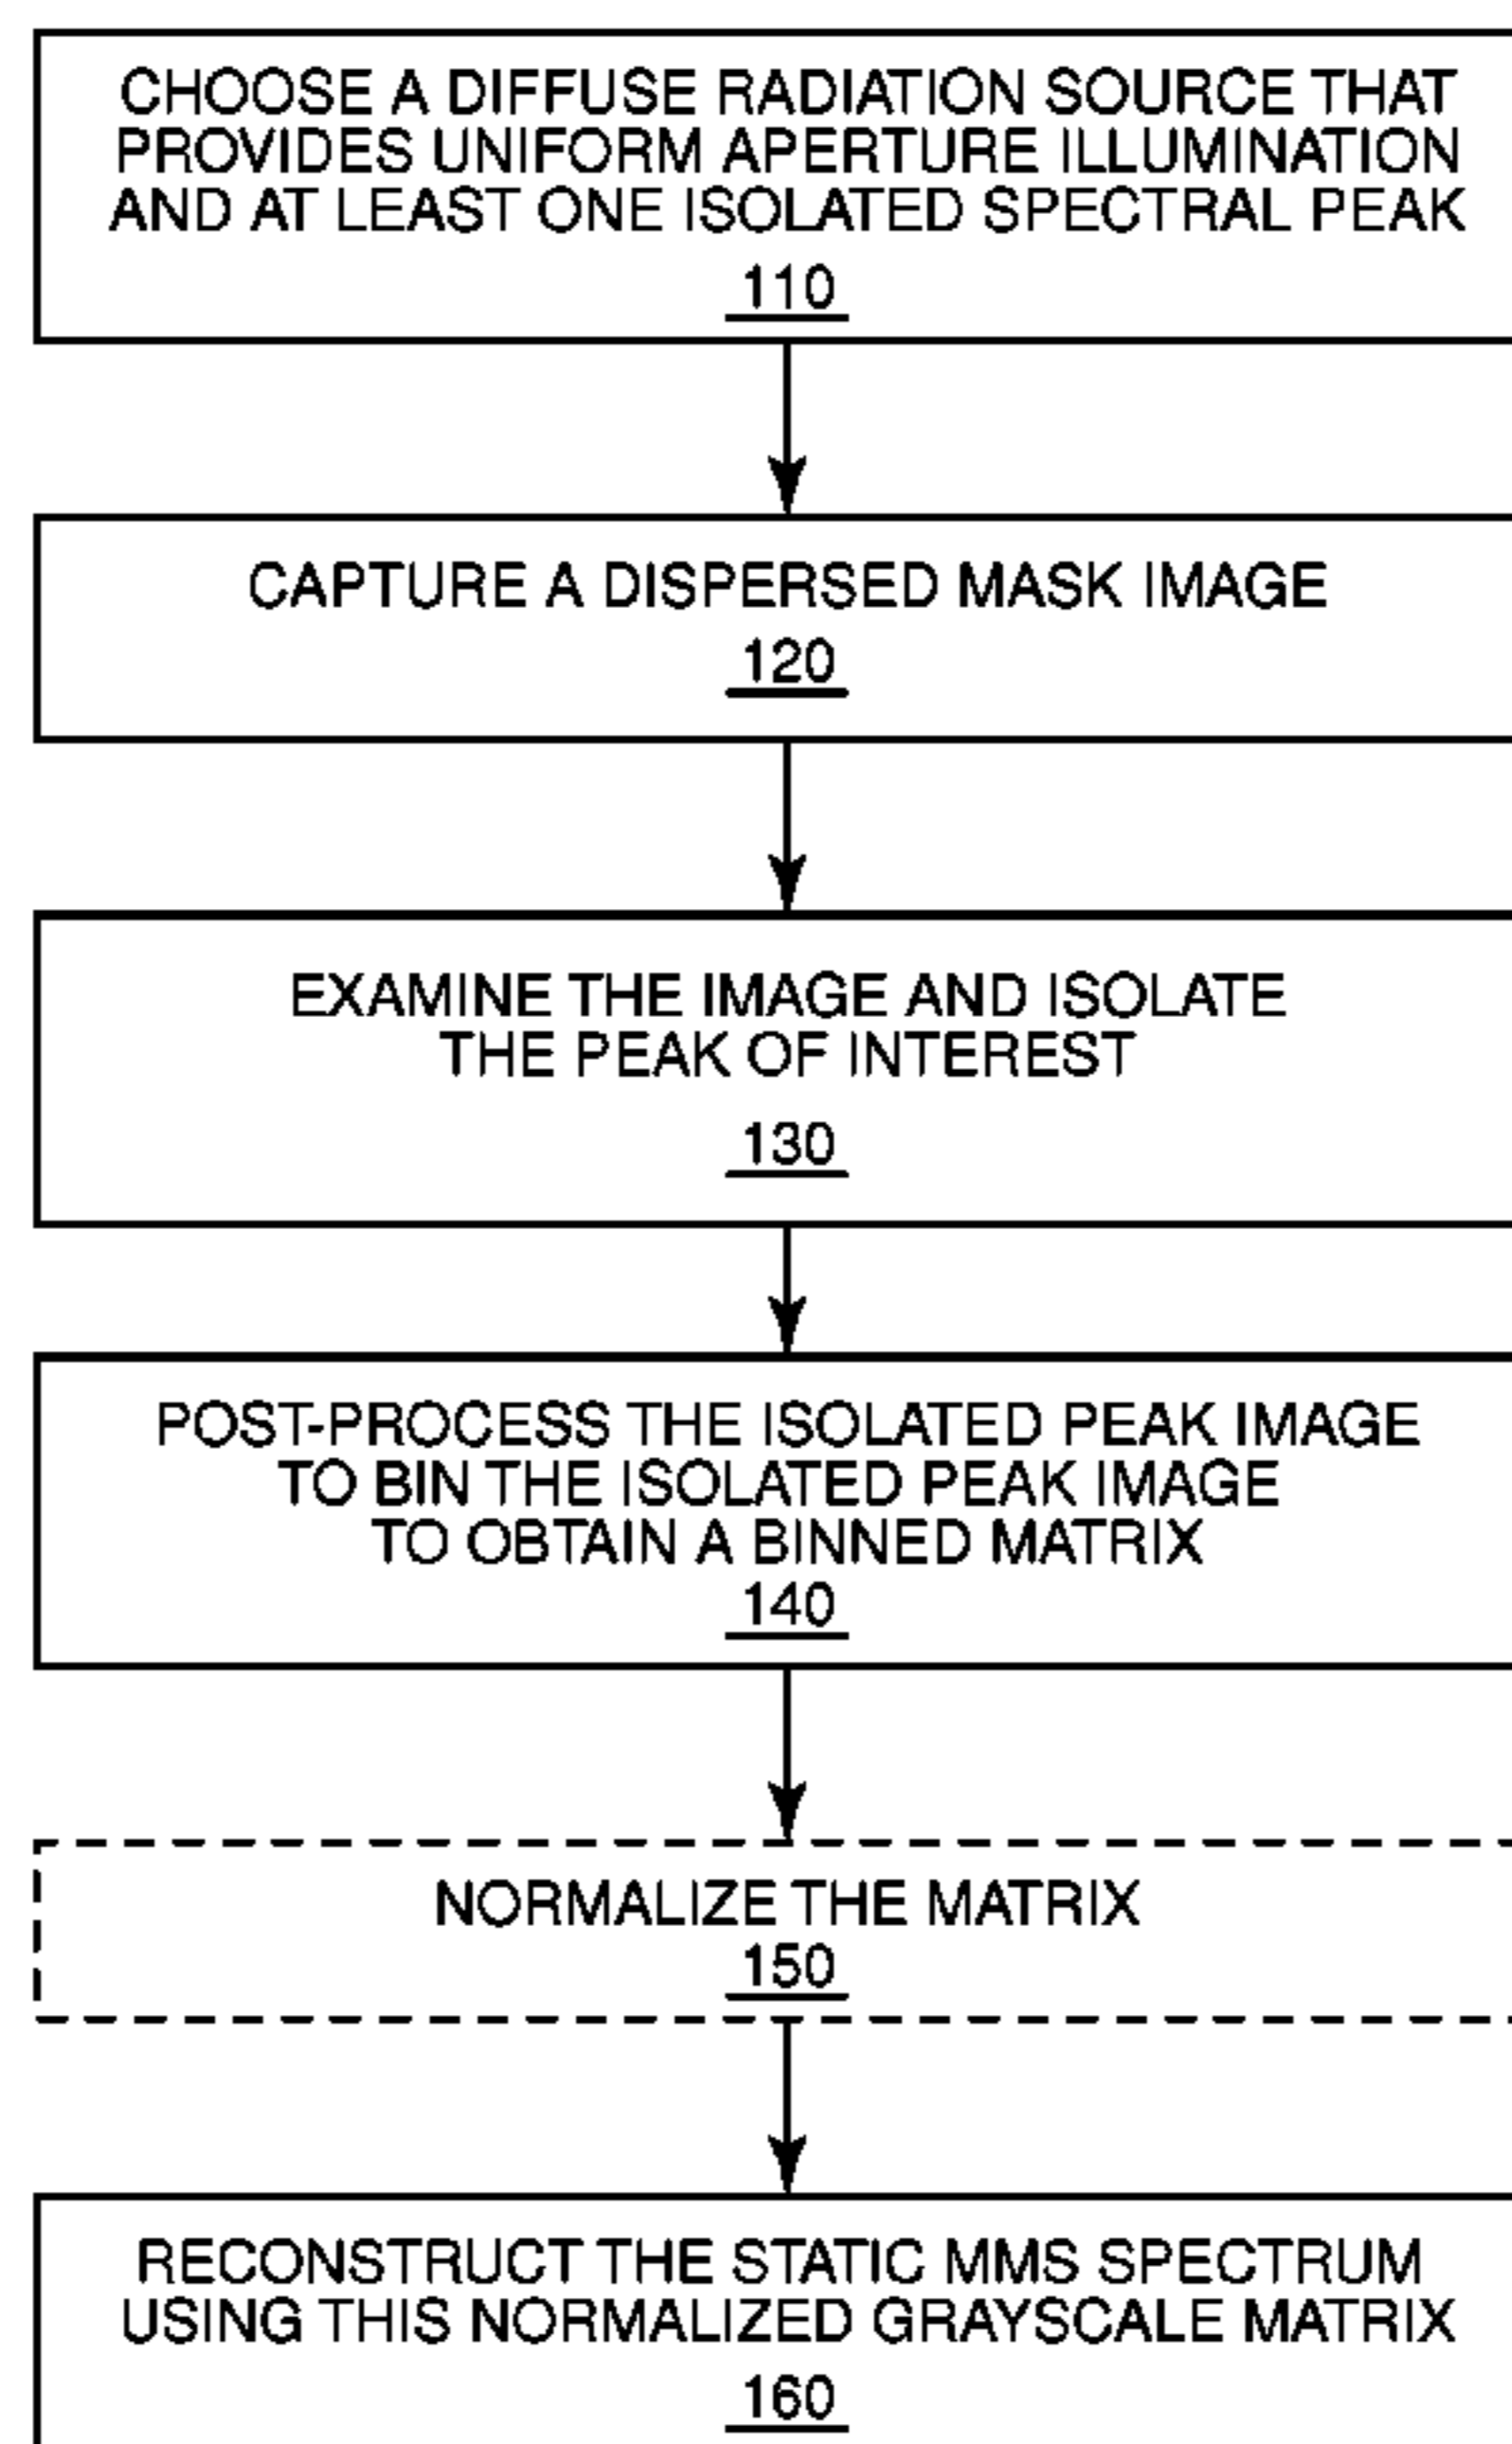 CHOOSE A DIFFUSE RADIATION SOURCE THAT
PROVIDES UNIFORM APERTURE ILLUMINATION
AND AT LEAST ONE ISOLATED SPECTRAL PEAK
110
CAPTURE A DISPERSED MASK IMAGE
120
EXAMINE THE IMAGE AND ISOLATE
THE PEAK OF INTEREST
130
POST-PROCESS THE ISOLATED PEAK IMAGE
TO BIN THE ISOLATED PEAK IMAGE
TO OBTAIN A BINNED MATRIX
140
NORMALIZE THE MATRIX
150
RECONSTRUCT THE STATIC MMS SPECTRUM
USING THIS NORMALIZED GRAYSCALE MATRIX
160